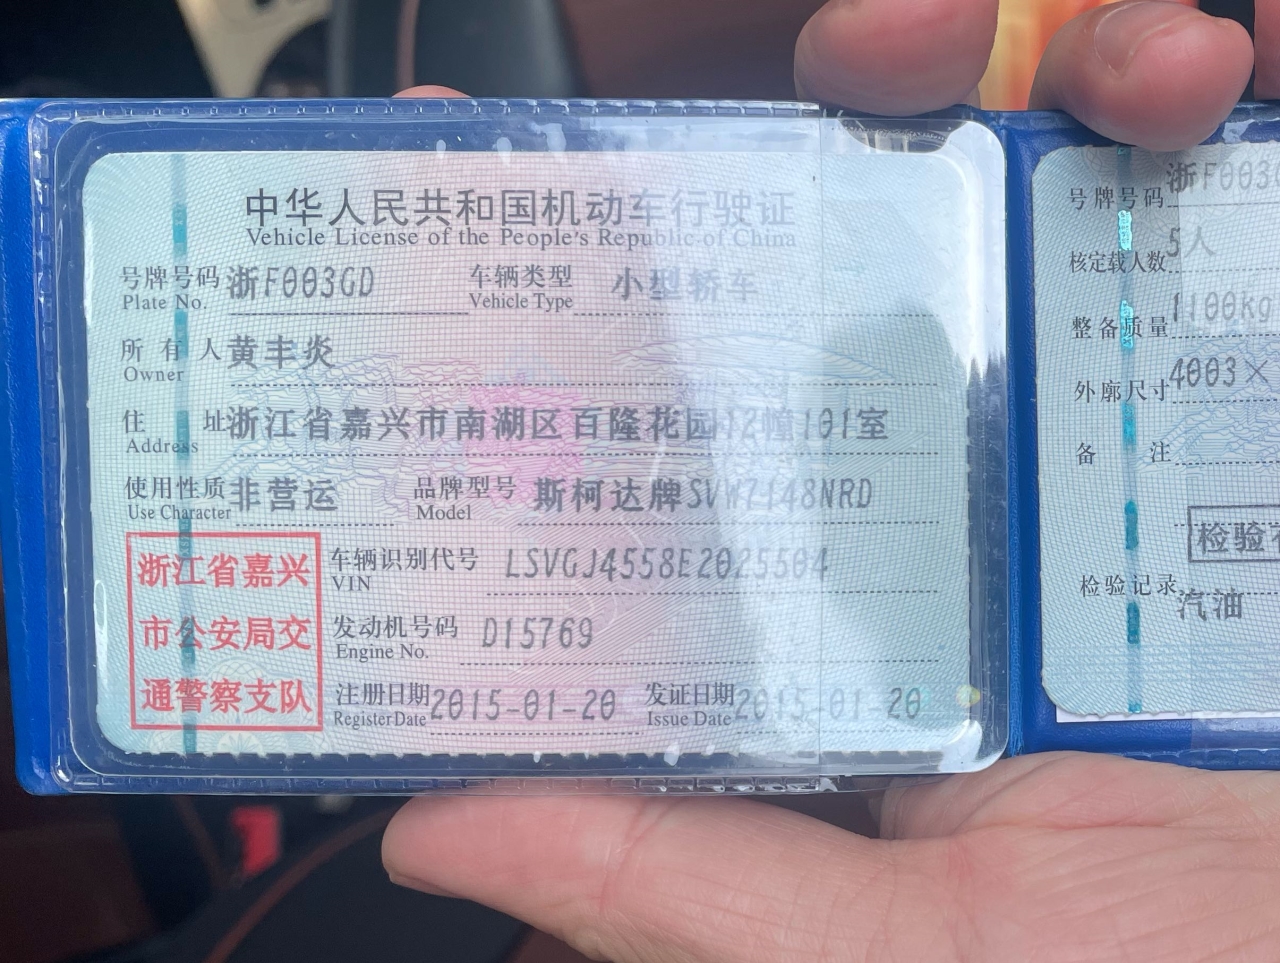 中华人民共和国机动车行驶证
Vehicle License of the People's Republic of China
号牌号码 浙F003GD 车辆类型 小型轿车
Plate No. Vehicle Type
所有人 黄丰炎
Owner
住址 浙江省嘉兴市南湖区百隆花园12幢101室
Address
使用性质 非营运 品牌型号 斯柯达牌SVW7148NRD
Use Character Model
浙江省嘉兴
市公安局交
通警察支队
车辆识别代号 LSVGJ4558E2025504
VIN
发动机号码 D15769
Engine No.
注册日期 2015-01-20 发证日期 2015-01-20
Register Date Issue Date
号牌号码 浙F003G
核定载人数 5人
整备质量 1100kg
外廓尺寸 4003×
备注
检验
检验记录 汽油